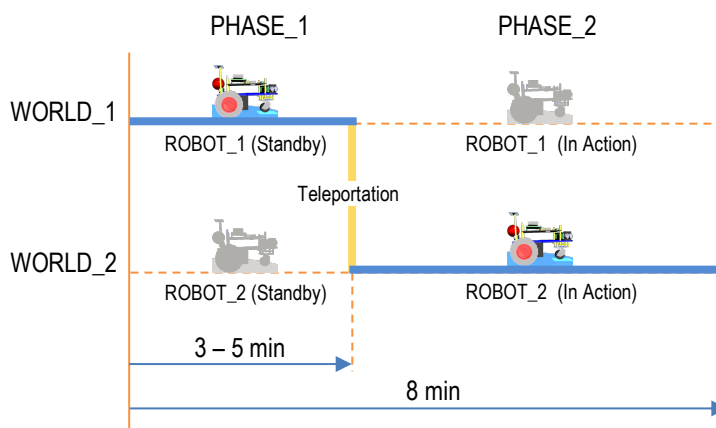 PHASE_1
PHASE_2
WORLD_1
ROBOT_1 (Standby)
ROBOT_1 (In Action)
Teleportation
WORLD_2
ROBOT_2 (Standby)
ROBOT_2 (In Action)
3 – 5 min
8 min